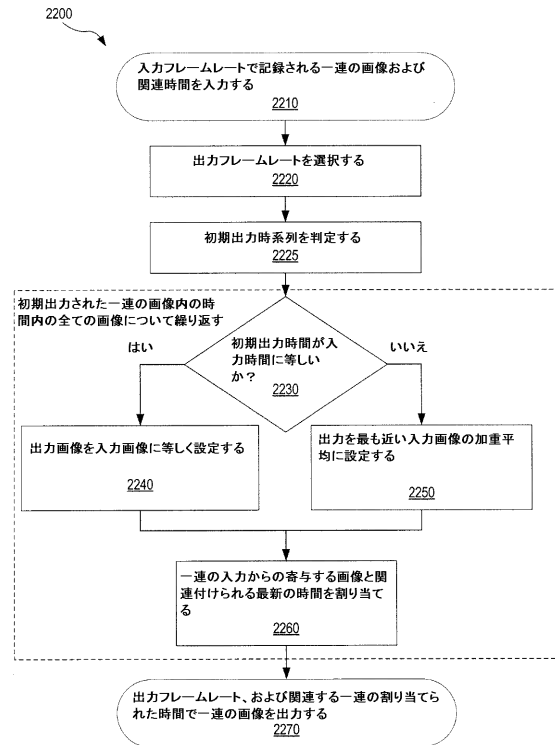 2200
入力フレームレートで記録される一連の画像および
関連時間を入力する
2210
出力フレームレートを選択する
2220
初期出力時系列を判定する
2225
初期出力された一連の画像内の時
間内の全ての画像について繰り返す
初期出力時間が入
力時間に等しい
か？
2230
はい
いいえ
出力画像を入力画像に等しく設定する
2240
出力を最も近い入力画像の加重平
均に設定する
2250
一連の入力からの寄与する画像と関
連付けられる最新の時間を割り当て
る
2260
出力フレームレート、および関連する一連の割り当てら
れた時間で一連の画像を出力する
2270